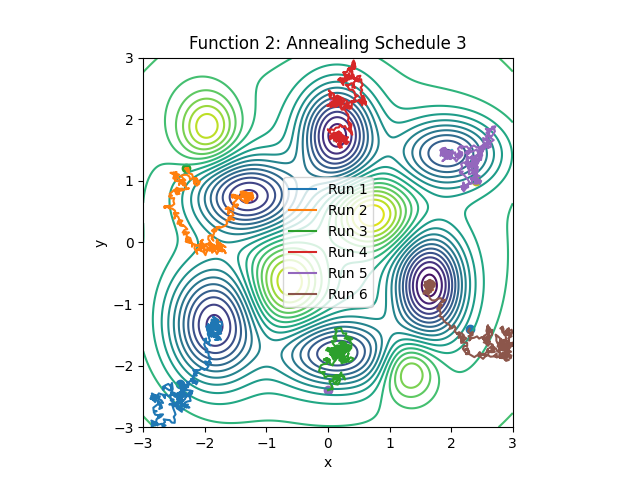 Function 2: Annealing Schedule 3
3
2
1
0
−1
−2
−3
y
Run 1
Run 2
Run 3
Run 4
Run 5
Run 6
−3 −2 −1 0 1 2 3
x